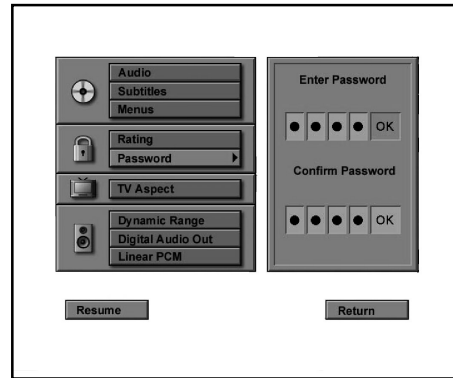 Audio
Subtitles
Menus
Rating
Password
TV Aspect
Dynamic Range
Digital Audio Out
Linear PCM
Enter Password
OK
Confirm Password
OK
Resume
Return